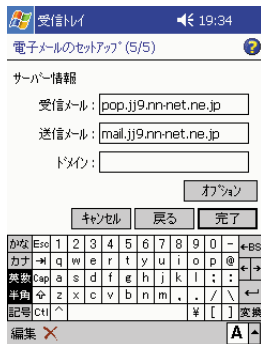 受信トレイ 19:34
電子メールのセットアップ (5/5)
サーバー情報
受信メール : pop.jj9.nn-net.ne.jp
送信メール : mail.jj9.nn-net.ne.jp
ドメイン :
オプション
キャンセル 戻る 完了
かな Esc 1 2 3 4 5 6 7 8 9 0 - ←BS
カナ q w e r t y u i o p @
英数 Cap a s d f g h j k l ; :
半角 z x c v b n m , . / \
記号 Ctl ^ ¥ [ ] 変換
編集 A